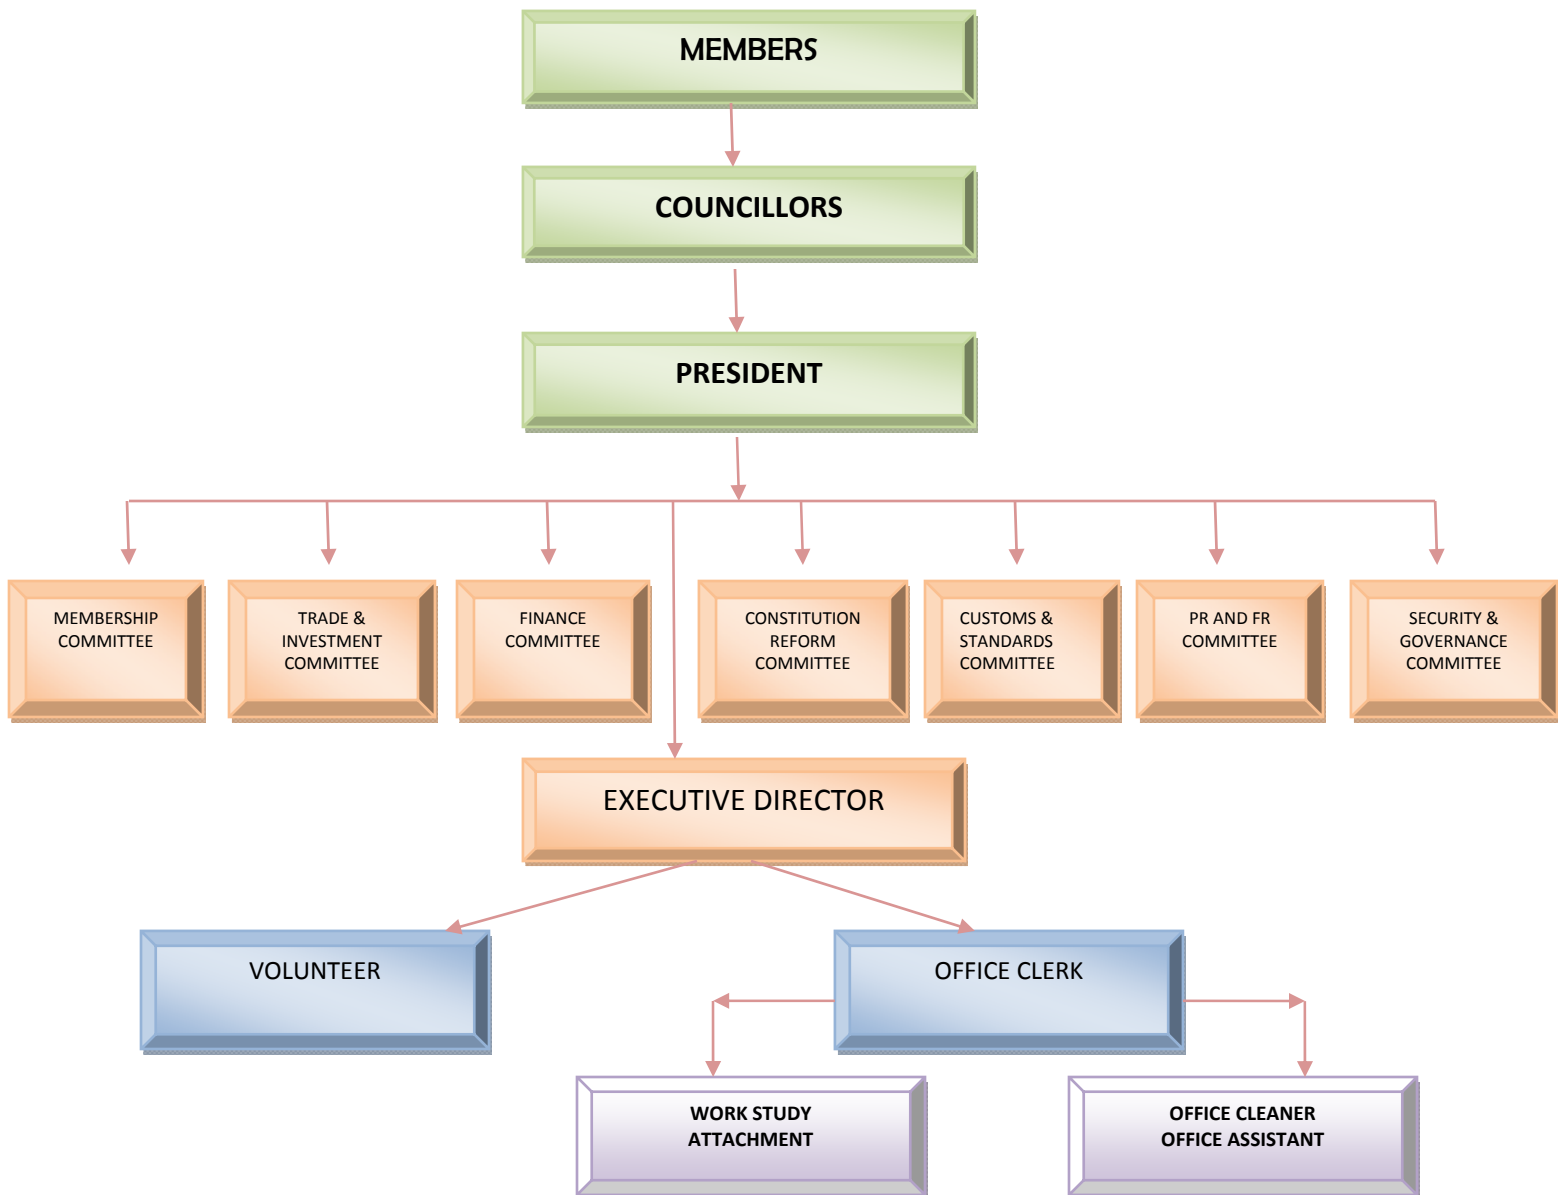 MEMBERS
COUNCILLORS
PRESIDENT
MEMBERSHIP
COMMITTEE
TRADE &
INVESTMENT
COMMITTEE
FINANCE
COMMITTEE
CONSTITUTION
REFORM
COMMITTEE
CUSTOMS &
STANDARDS
COMMITTEE
PR AND FR
COMMITTEE
SECURITY &
GOVERNANCE
COMMITTEE
EXECUTIVE DIRECTOR
VOLUNTEER
OFFICE CLERK
WORK STUDY
ATTACHMENT
OFFICE CLEANER
OFFICE ASSISTANT